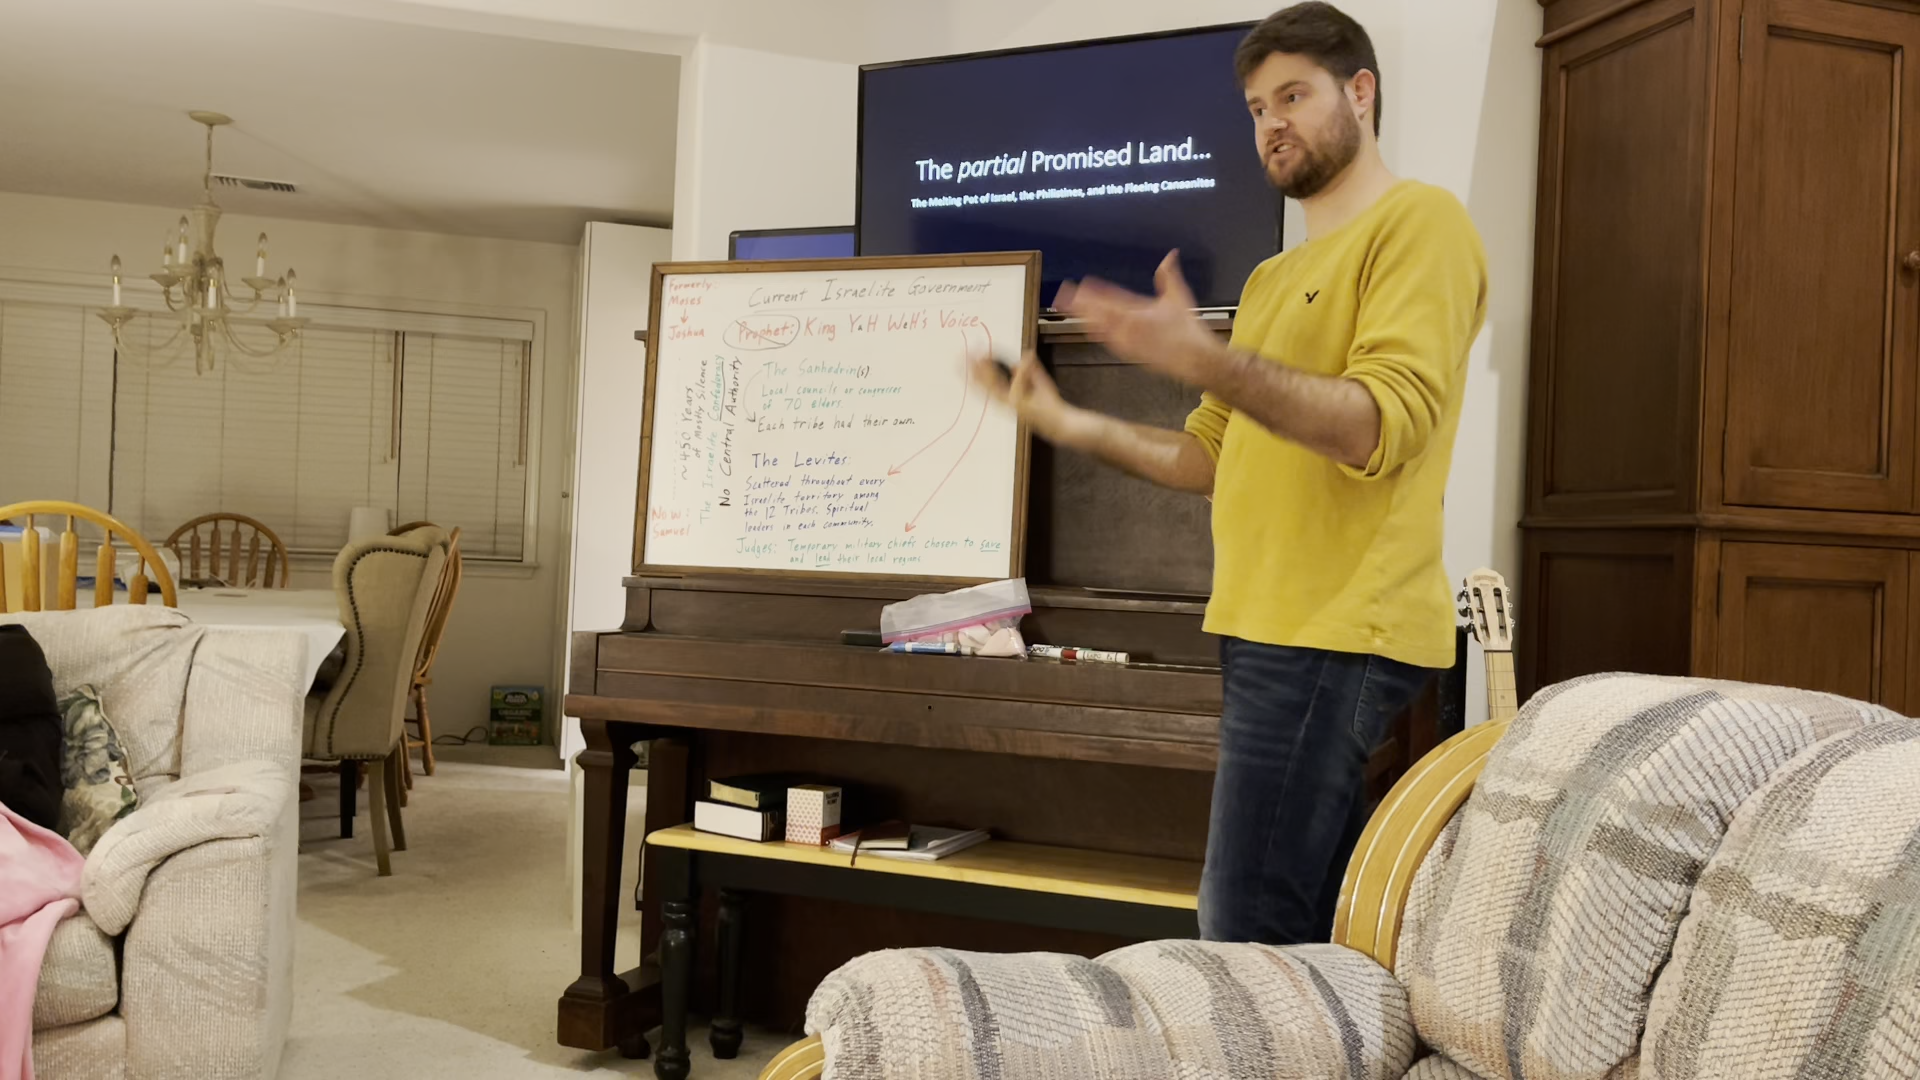 The partial Promised Land...
The Melting Pot of Israel, the Philistines, and the Fleeing Canaanites
Current Israelite Government
Formerly:
Moses
Joshua
Prophet: King YaH WeH's Voice
~450 Years
of Mostly Silence
The Israelite Confederacy
No Central Authority
The Sanhedrin(s)
Local councils or congresses
of 70 elders.
Each tribe had their own.
The Levites:
Scattered throughout every
Israelite territory among
the 12 Tribes. Spiritual
leaders in each community.
Now:
Samuel
Judges: Temporary military chiefs chosen to save
and lead their local regions
ORGANIC